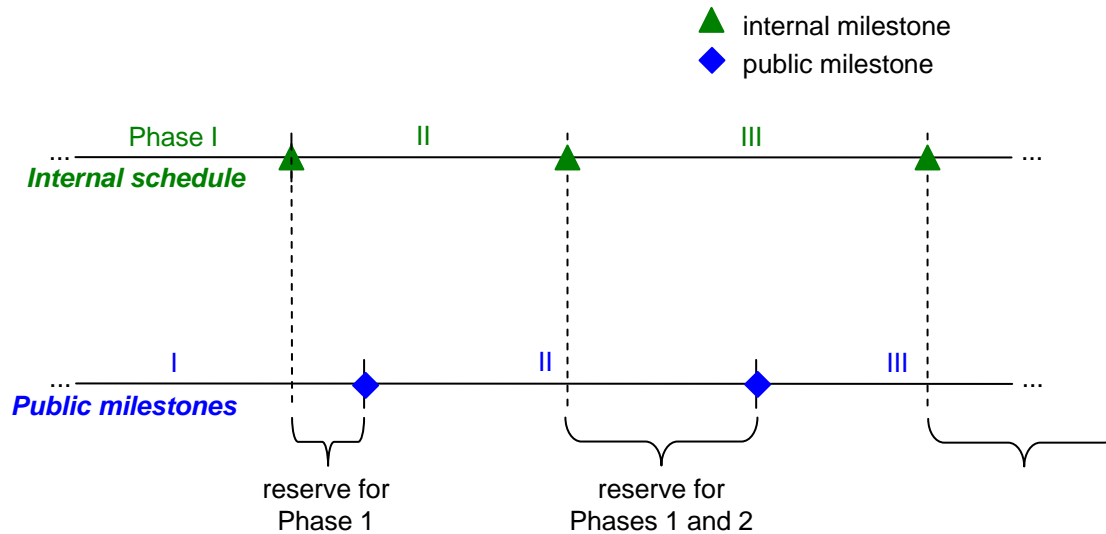 internal milestone
public milestone
Phase I
II
III
...
...
Internal schedule
I
II
III
...
...
Public milestones
reserve for
Phase 1
reserve for
Phases 1 and 2